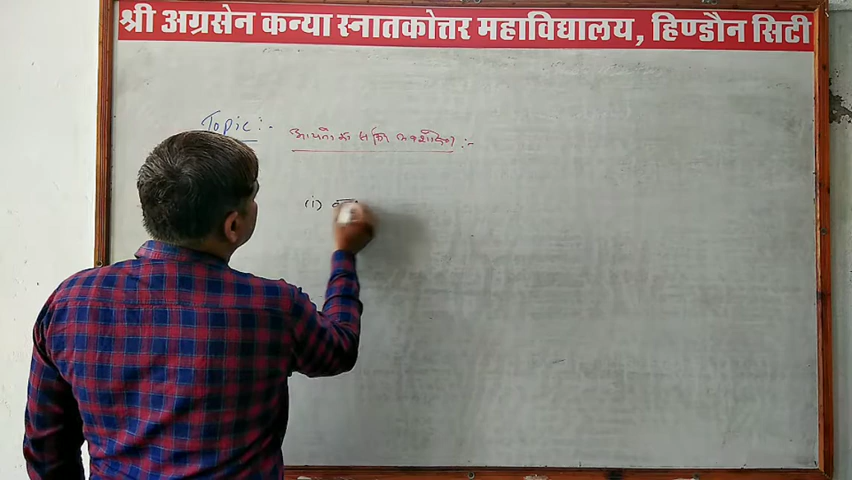 श्री अग्रसेन कन्या स्नातकोत्तर महाविद्यालय, हिण्डौन सिटी
Topic :-
(i)